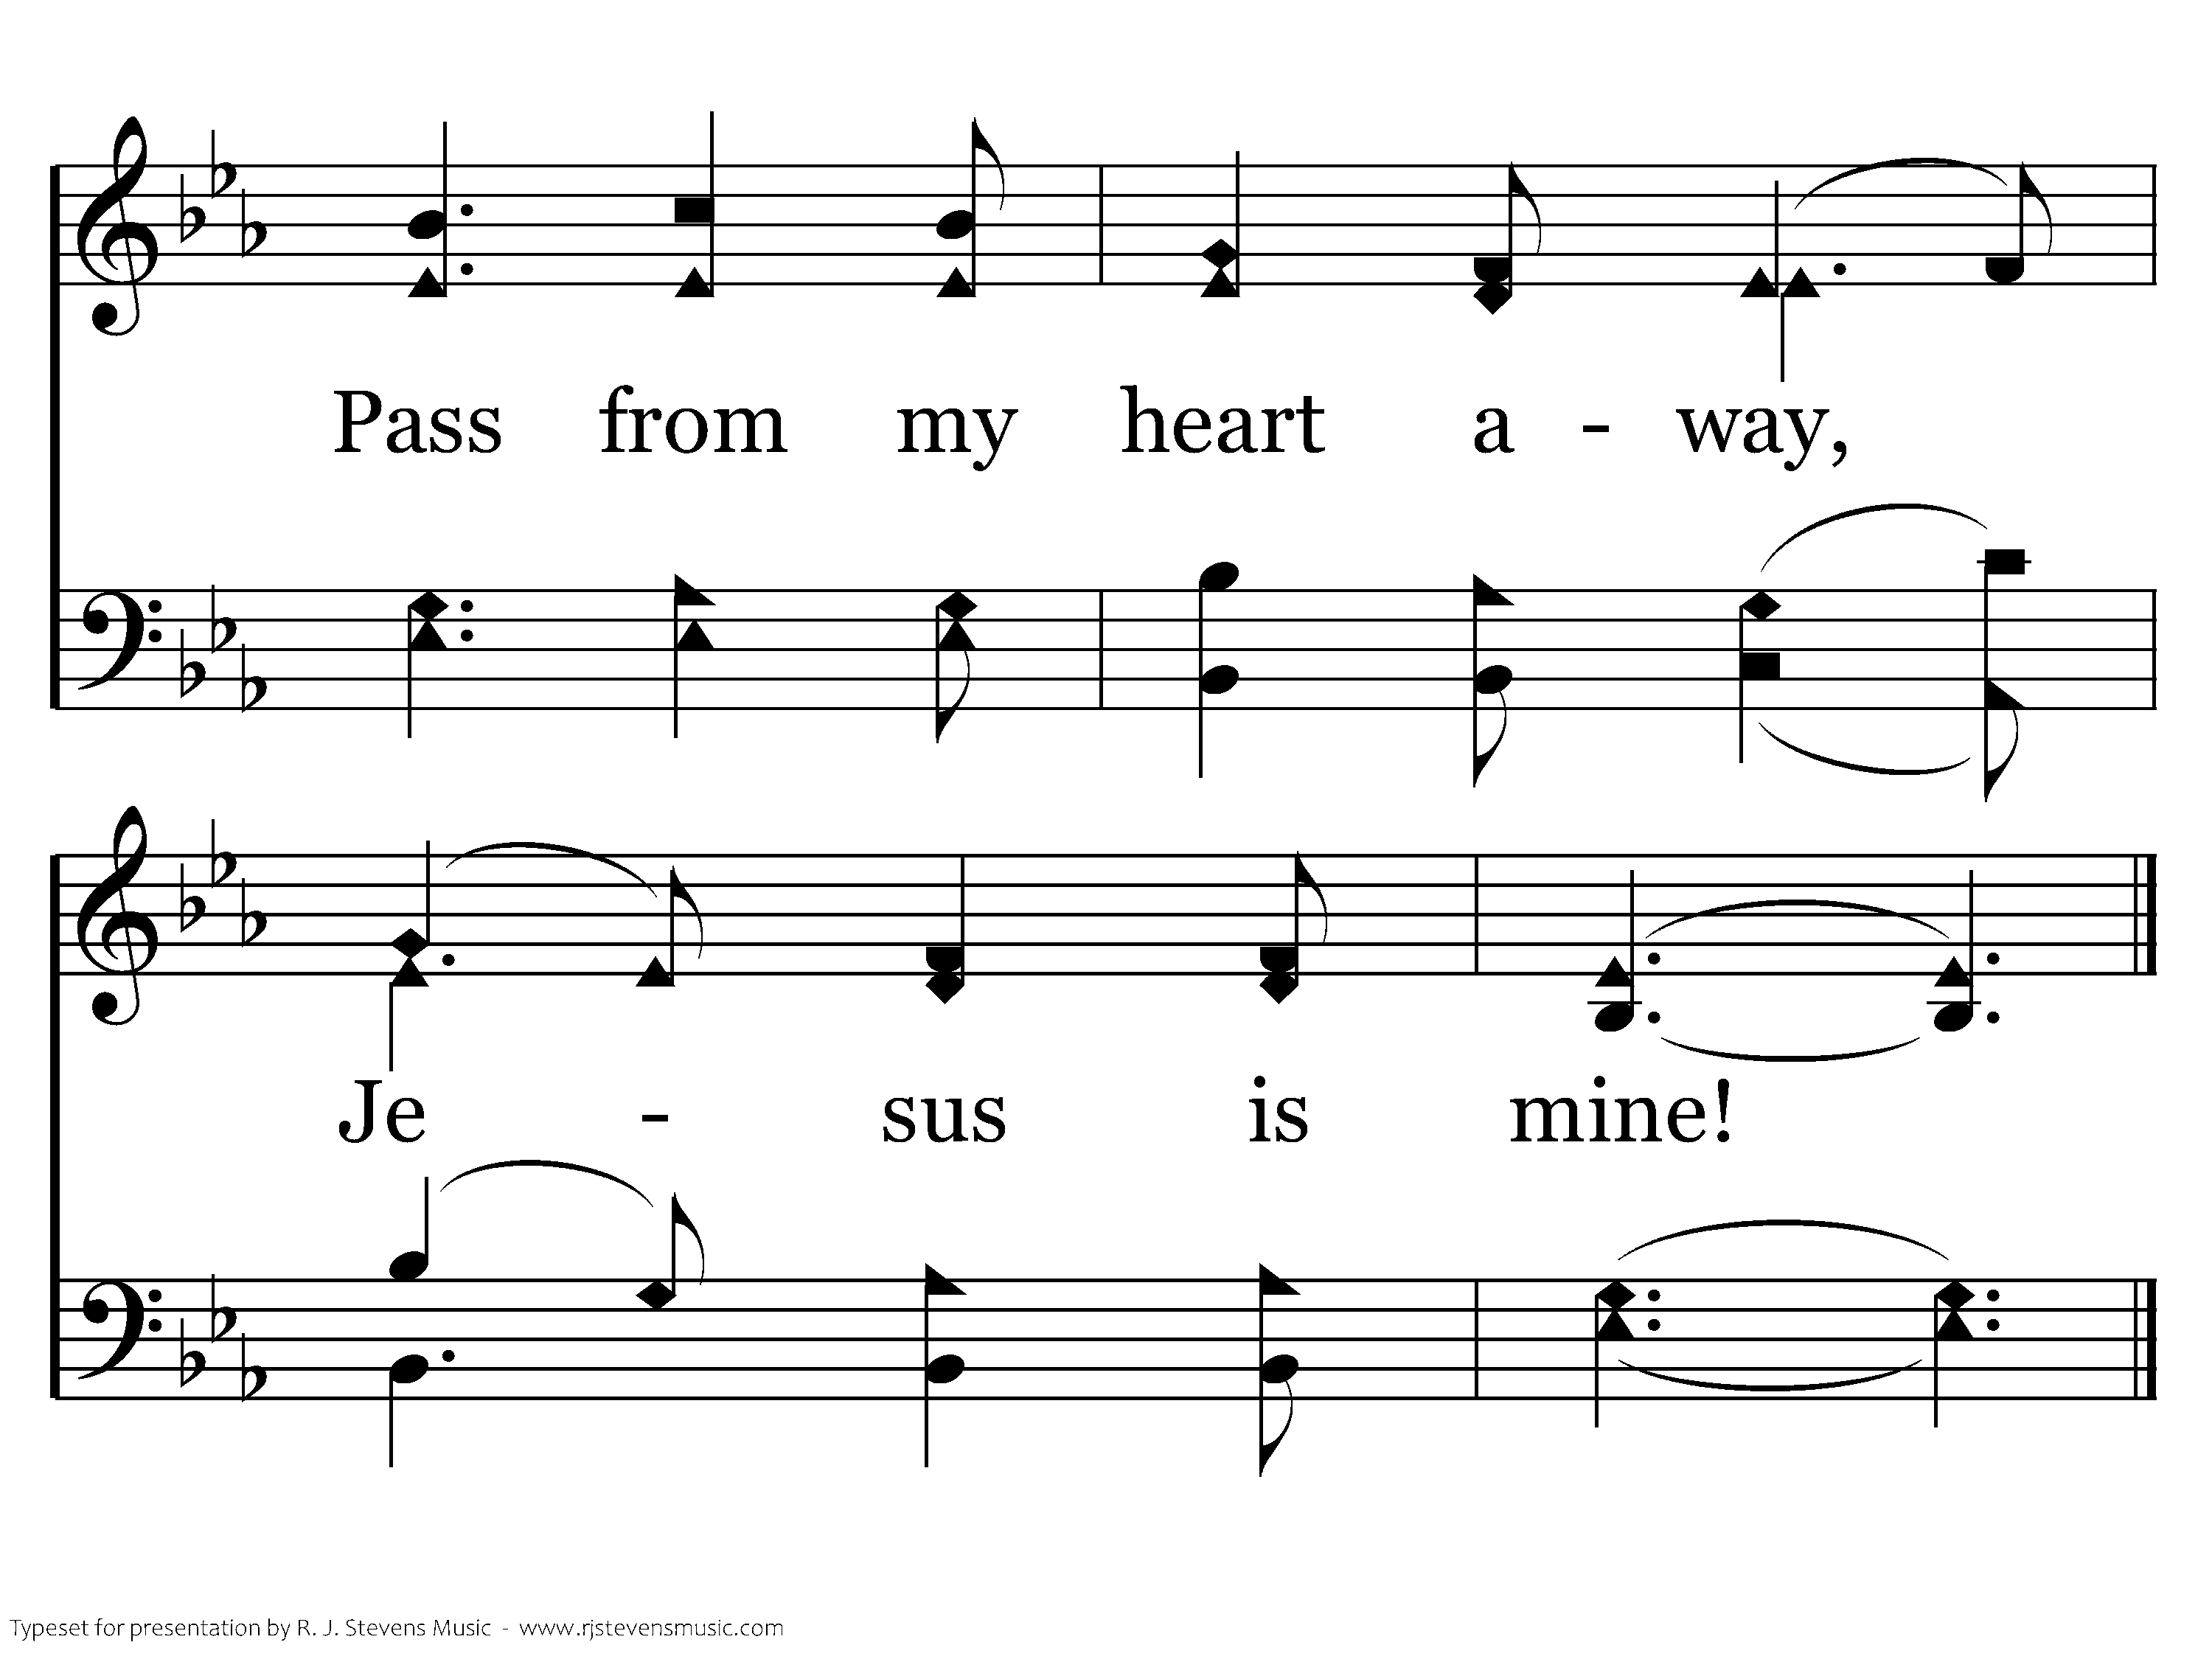 Pass from my heart a - way,
Je - sus is mine!
Typeset for presentation by R. J. Stevens Music - www.rjstevensmusic.com